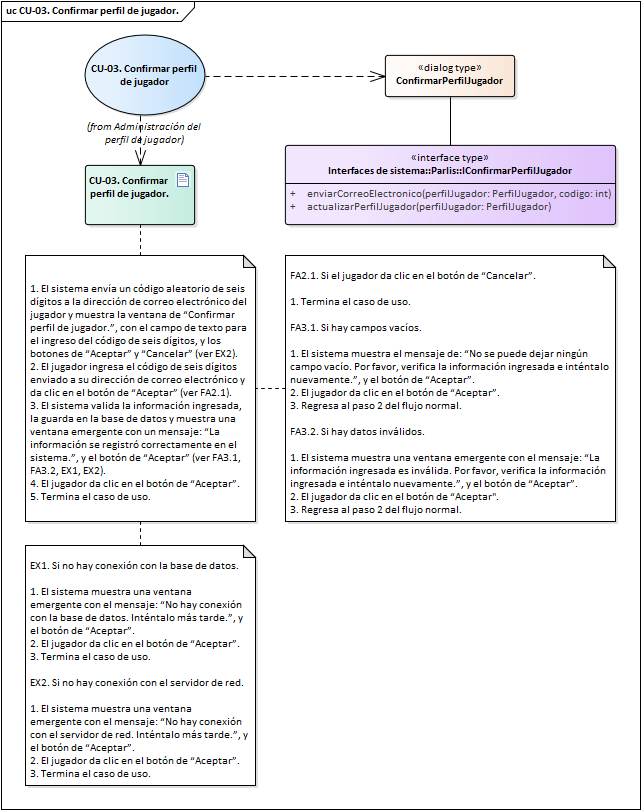 uc CU-03. Confirmar perfil de jugador.
CU-03. Confirmar perfil
de jugador
«dialog type»
ConfirmarPerfilJugador
(from Administración del
perfil de jugador)
«interface type»
Interfaces de sistema::Parlis::IConfirmarPerfilJugador
+ enviarCorreoElectronico(perfilJugador: PerfilJugador, codigo: int)
+ actualizarPerfilJugador(perfilJugador: PerfilJugador)
CU-03. Confirmar
perfil de jugador.
1. El sistema envía un código aleatorio de seis
dígitos a la dirección de correo electrónico del
jugador y muestra la ventana de “Confirmar
perfil de jugador.”, con el campo de texto para
el ingreso del código de seis dígitos, y los
botones de “Aceptar” y “Cancelar” (ver EX2).
2. El jugador ingresa el código de seis dígitos
enviado a su dirección de correo electrónico y
da clic en el botón de “Aceptar” (ver FA2.1).
3. El sistema valida la información ingresada,
la guarda en la base de datos y muestra una
ventana emergente con un mensaje: “La
información se registró correctamente en el
sistema.”, y el botón de “Aceptar” (ver FA3.1,
FA3.2, EX1, EX2).
4. El jugador da clic en el botón de “Aceptar”.
5. Termina el caso de uso.
FA2.1. Si el jugador da clic en el botón de “Cancelar”.
1. Termina el caso de uso.
FA3.1. Si hay campos vacíos.
1. El sistema muestra el mensaje de: “No se puede dejar ningún
campo vacío. Por favor, verifica la información ingresada e inténtalo
nuevamente.”, y el botón de “Aceptar”.
2. El jugador da clic en el botón de “Aceptar”.
3. Regresa al paso 2 del flujo normal.
FA3.2. Si hay datos inválidos.
1. El sistema muestra una ventana emergente con el mensaje: “La
información ingresada es inválida. Por favor, verifica la información
ingresada e inténtalo nuevamente.”, y el botón de “Aceptar”.
2. El jugador da clic en el botón de “Aceptar".
3. Regresa al paso 2 del flujo normal.
EX1. Si no hay conexión con la base de datos.
1. El sistema muestra una ventana
emergente con el mensaje: “No hay conexión
con la base de datos. Inténtalo más tarde.”, y
el botón de “Aceptar”.
2. El jugador da clic en el botón de “Aceptar”.
3. Termina el caso de uso.
EX2. Si no hay conexión con el servidor de red.
1. El sistema muestra una ventana
emergente con el mensaje: “No hay conexión
con el servidor de red. Inténtalo más tarde.”, y
el botón de “Aceptar”.
2. El jugador da clic en el botón de “Aceptar”.
3. Termina el caso de uso.